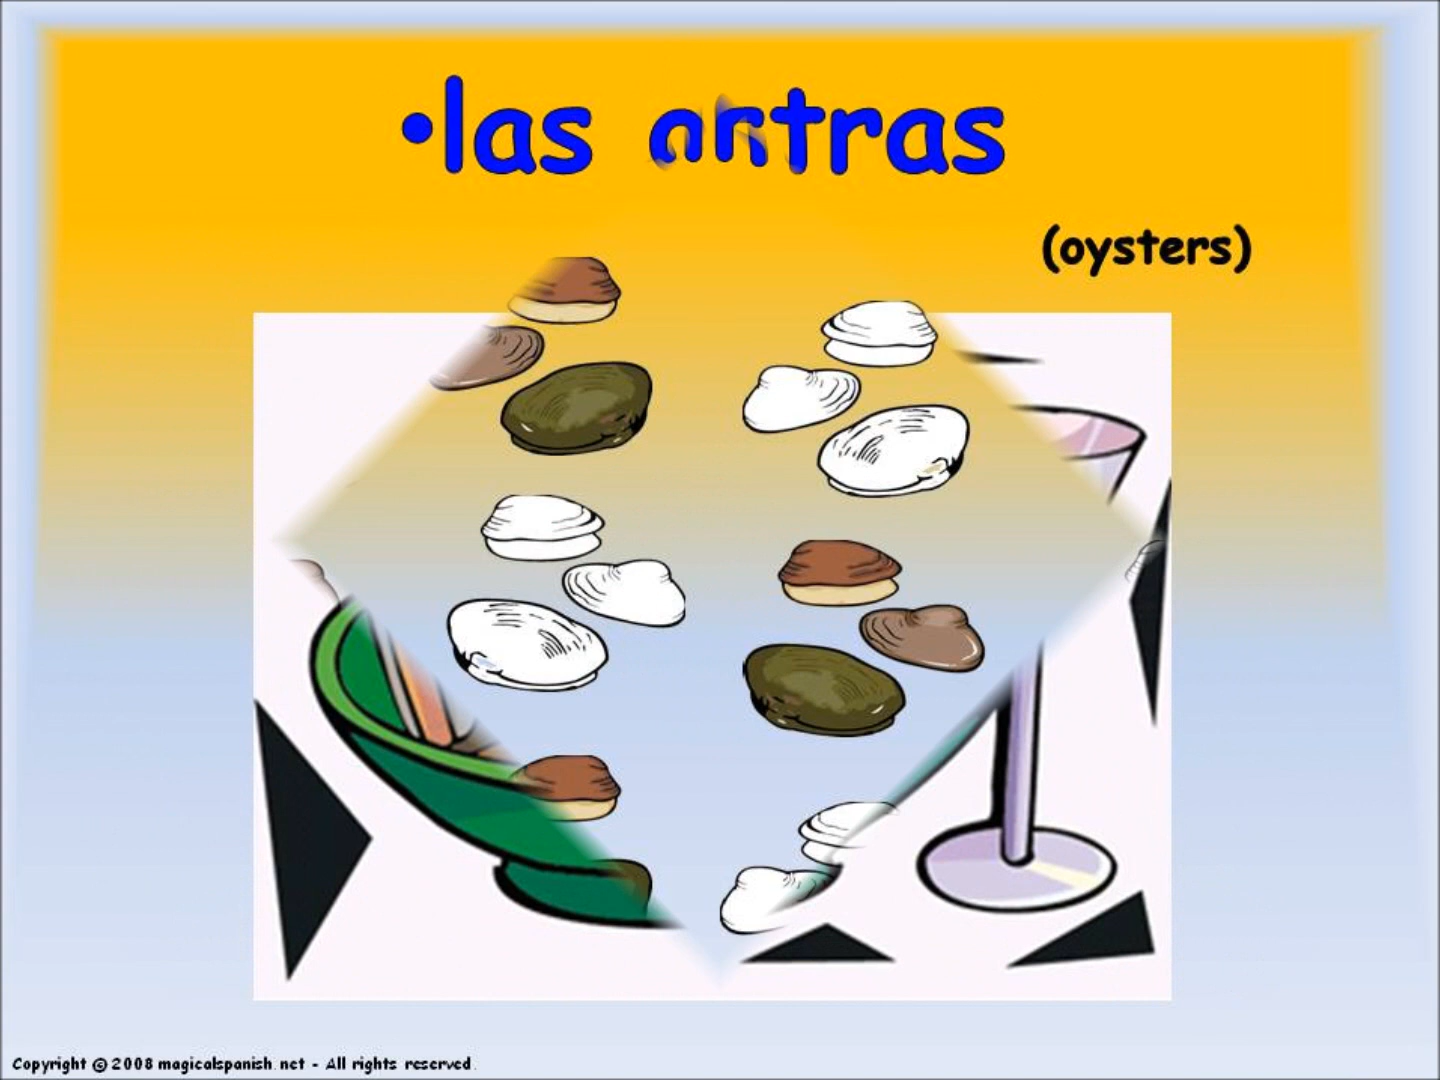 •las
(oysters)
Copyright © 2008 magicalspanish.net - All rights reserved.